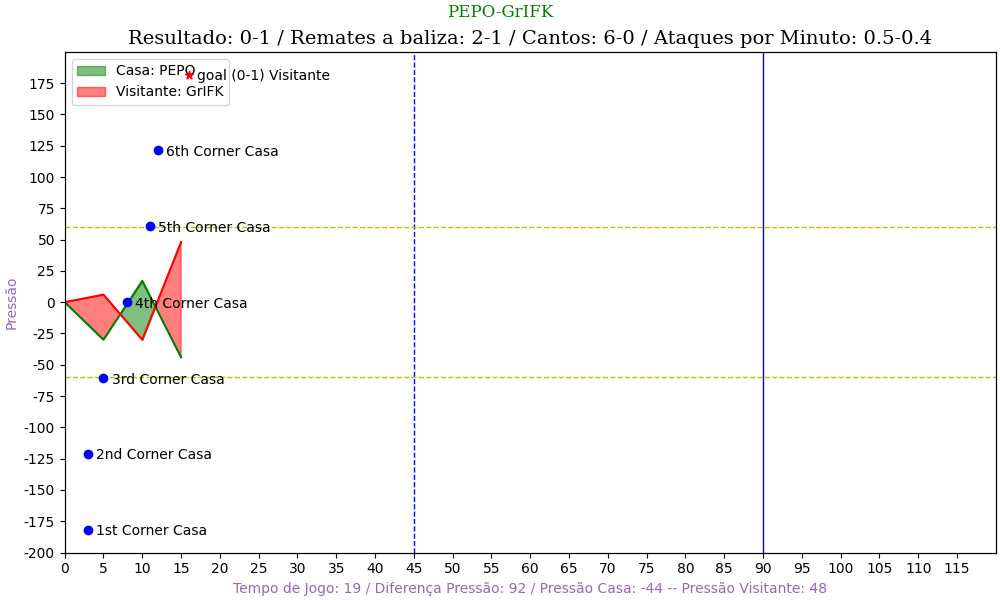 PEPO-GrIFK
Resultado: 0-1 / Remates a baliza: 2-1 / Cantos: 6-0 / Ataques por Minuto: 0.5-0.4
Casa: PEPO
Visitante: GrIFK
goal (0-1) Visitante
6th Corner Casa
5th Corner Casa
4th Corner Casa
3rd Corner Casa
2nd Corner Casa
1st Corner Casa
Pressão
175
150
125
100
75
50
25
0
-25
-50
-75
-100
-125
-150
-175
-200
0 5 10 15 20 25 30 35 40 45 50 55 60 65 70 75 80 85 90 95 100 105 110 115
Tempo de Jogo: 19 / Diferença Pressão: 92 / Pressão Casa: -44 -- Pressão Visitante: 48